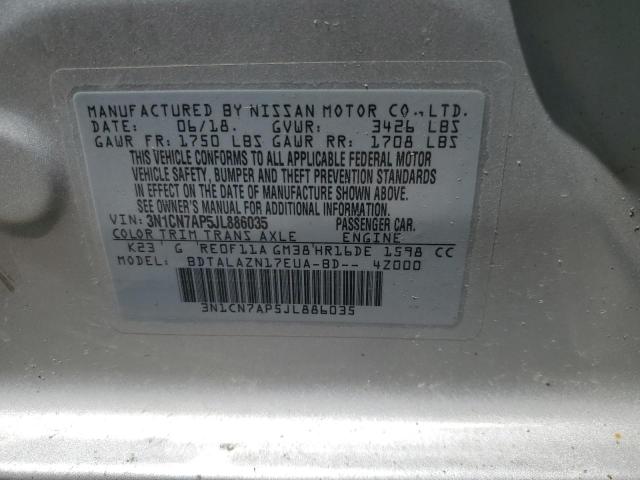 MANUFACTURED BY NISSAN MOTOR CO., LTD.
DATE: 06/18. GVWR: 3426 LBS
GAWR FR: 1750 LBS GAWR RR: 1708 LBS
THIS VEHICLE CONFORMS TO ALL APPLICABLE FEDERAL MOTOR
VEHICLE SAFETY, BUMPER AND THEFT PREVENTION STANDARDS
IN EFFECT ON THE DATE OF MANUFACTURE SHOWN ABOVE.
SEE OWNER'S MANUAL FOR ADDITIONAL INFORMATION.
VIN: 3N1CN7AP5JL886035 PASSENGER CAR.
COLOR TRIM TRANS AXLE ENGINE
K23 G RE0F11A GM38 HR16DE 1598 CC
MODEL: BDTALAZN17EUA-BD-- 4Z000
3N1CN7AP5JL886035